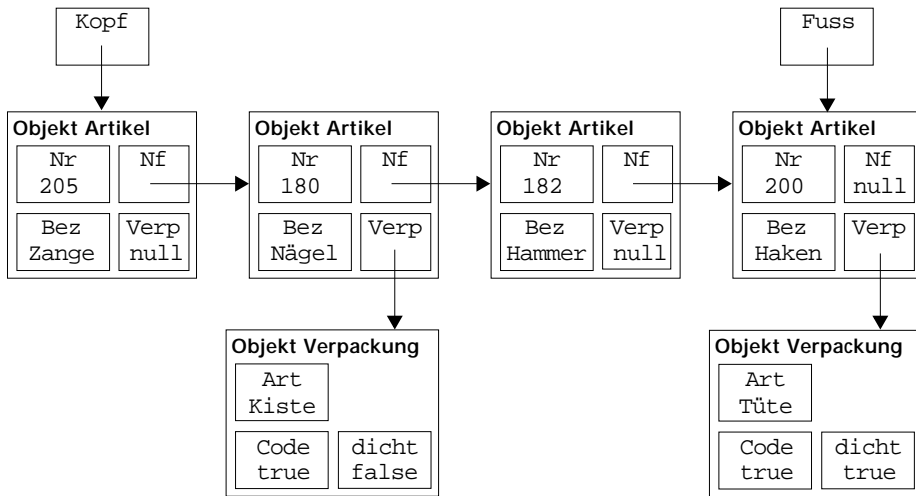 Kopf
Fuss
Objekt Artikel
Nr
205
Nf
Bez
Zange
Verp
null
Objekt Artikel
Nr
180
Nf
Bez
Nägel
Verp
Objekt Artikel
Nr
182
Nf
Bez
Hammer
Verp
null
Objekt Artikel
Nr
200
Nf
null
Bez
Haken
Verp
Objekt Verpackung
Art
Kiste
Code
true
dicht
false
Objekt Verpackung
Art
Tüte
Code
true
dicht
true